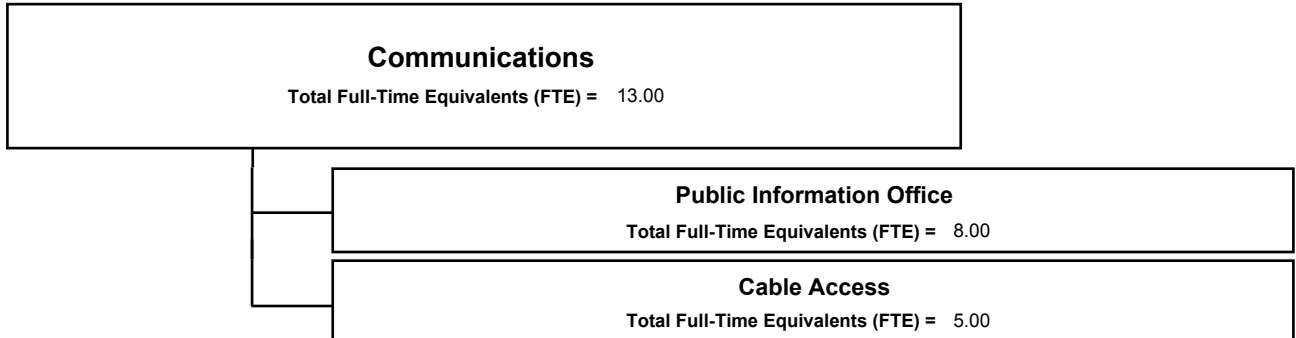 Communications
Total Full-Time Equivalents (FTE) = 13.00
Public Information Office
Total Full-Time Equivalents (FTE) = 8.00
Cable Access
Total Full-Time Equivalents (FTE) = 5.00